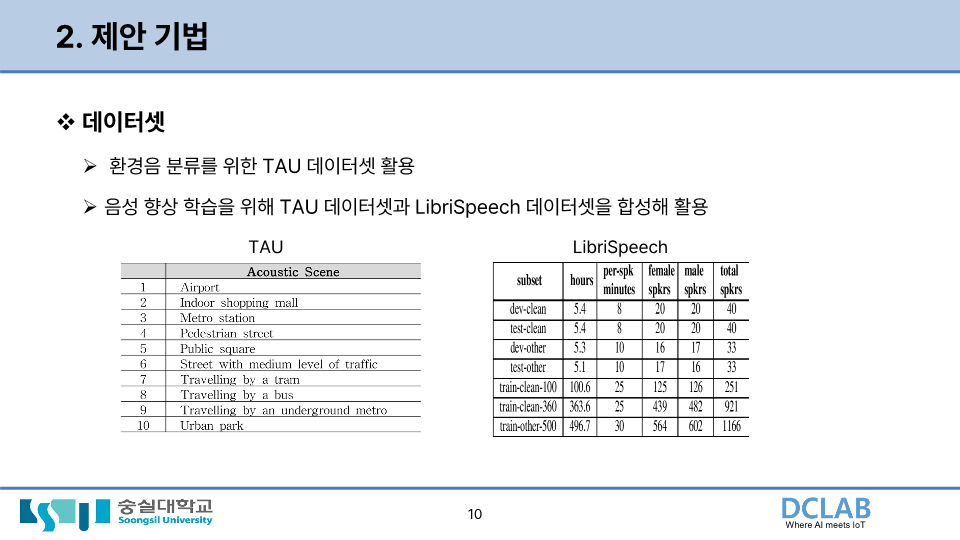 2. 제안 기법
❖ 데이터셋
➢ 환경음 분류를 위한 TAU 데이터셋 활용
➢ 음성 향상 학습을 위해 TAU 데이터셋과 LibriSpeech 데이터셋을 합성해 활용
TAU
Acoustic Scene
1 Airport
2 Indoor shopping mall
3 Metro station
4 Pedestrian street
5 Public square
6 Street with medium level of traffic
7 Travelling by a tram
8 Travelling by a bus
9 Travelling by an underground metro
10 Urban park
LibriSpeech
subset hours per-spk minutes female spkrs male spkrs total spkrs
dev-clean 5.4 8 20 20 40
test-clean 5.4 8 20 20 40
dev-other 5.3 10 16 17 33
test-other 5.1 10 17 16 33
train-clean-100 100.6 25 125 126 251
train-clean-360 363.6 25 439 482 921
train-other-500 496.7 30 564 602 1166
숭실대학교
Soongsil University
10
DCLAB
Where AI meets IoT